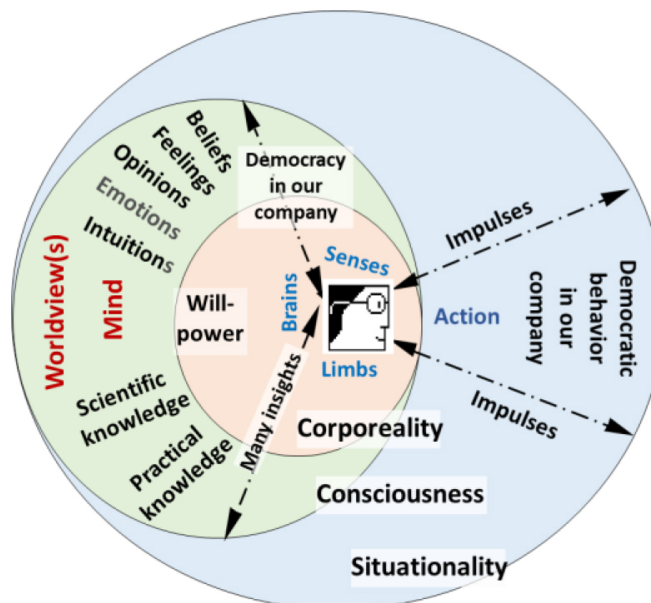 Beliefs
Feelings
Opinions
Emotions
Intuitions
Worldview(s)
Mind
Scientific
knowledge
Practical
knowledge
Democracy
in our
company
Will-
power
Brains
Senses
Limbs
Many insights
Corporeality
Consciousness
Situationality
Impulses
Action
Impulses
Democratic
behavior
in our
company